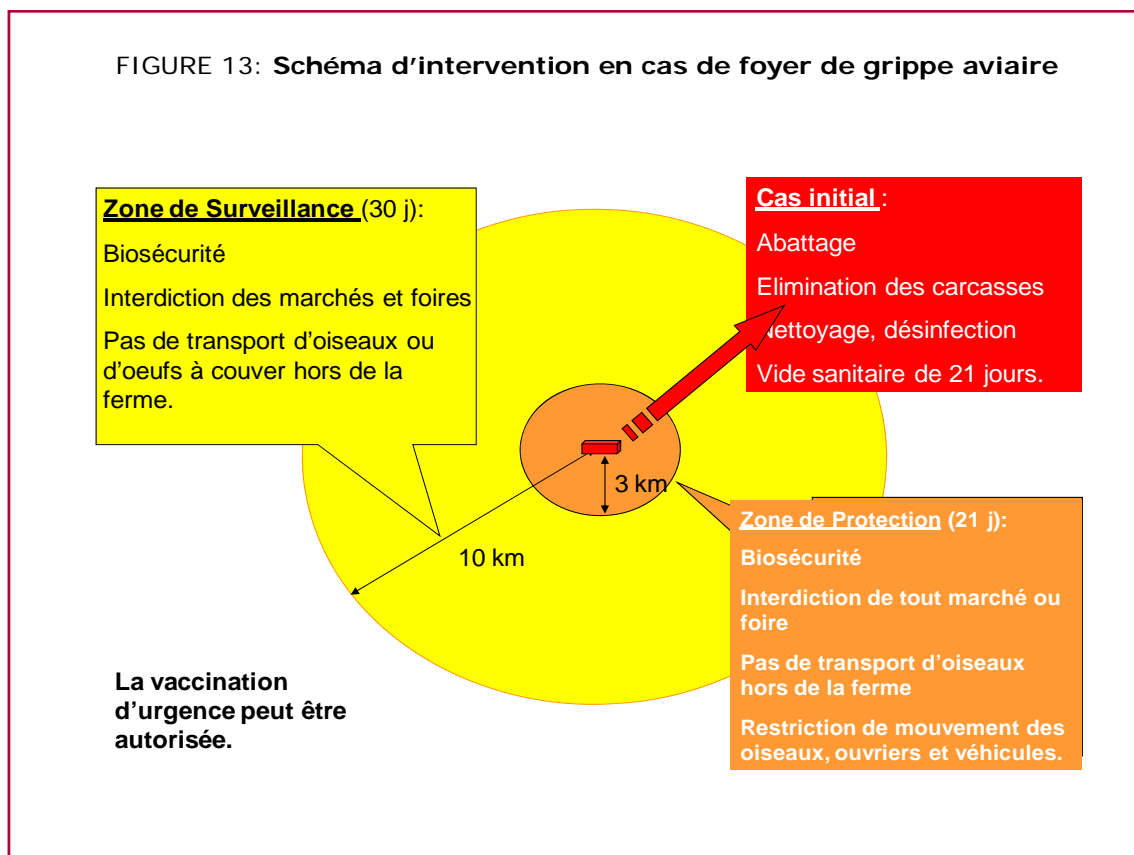 FIGURE 13: Schéma d'intervention en cas de foyer de grippe aviaire
Zone de Surveillance (30 j):
Biosécurité
Interdiction des marchés et foires
Pas de transport d'oiseaux ou
d'oeufs à couver hors de la
ferme.
Cas initial :
Abattage
Elimination des carcasses
Nettoyage, désinfection
Vide sanitaire de 21 jours.
3 km
10 km
Zone de Protection (21 j):
Biosécurité
Interdiction de tout marché ou
foire
Pas de transport d'oiseaux
hors de la ferme
Restriction de mouvement des
oiseaux, ouvriers et véhicules.
La vaccination
d'urgence peut être
autorisée.